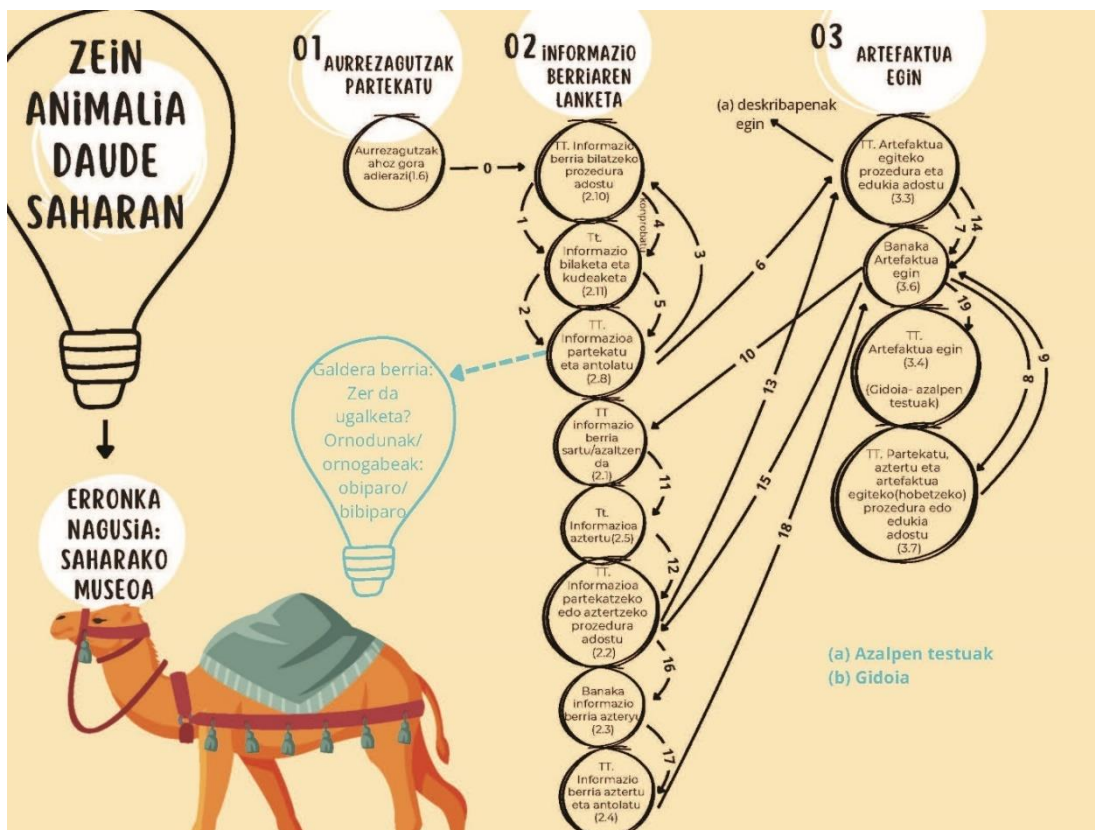 ZEIN
ANIMALIA
DAUDE
SAHARAN
ERRONKA
NAGUSIA:
SAHARAKO
MUSEOA
01 AURREZAGUTZAK
PARTEKATU
Aurrezagutzak
ahoz gora
adierazi(1.6)
0
02 INFORMAZIO
BERRIAREN
LANKETA
TT. Informazio
berria bilatzeko
prozedura
adostu
(2.10)
1
4
konprobatu
3
Tt.
Informazio
bilaketa eta
kudeaketa
(2.11)
2
5
TT.
Informazioa
partekatu
eta antolatu
(2.8)
6
Galdera berria:
Zer da
ugalketa?
Ornodunak/
ornogabeak:
obiparo/
bibiparo
TT
informazio
berria
sartu/azaltzen
da
(2.1)
10
11
Tt.
Informazioa
aztertu(2.5)
12
13
TT.
Informazioa
partekatzeko
edo aztertzeko
prozedura
adostu
(2.2)
15
16
Banaka
informazio
berria azteryu
(2.3)
17
18
TT.
Informazio
berria aztertu
eta antolatu
(2.4)
03 ARTEFAKTUA
EGIN
(a) deskribapenak
egin
TT. Artefaktua
egiteko
prozedura eta
edukia adostu
(3.3)
7
14
Banaka
Artefaktua
egin
(3.6)
19
8
9
TT.
Artefaktua egin
(3.4)
(Gidoia- azalpen
testuak)
TT. Partekatu,
aztertu eta
artefaktua
egiteko(hobetzeko)
prozedura edo
edukia
adostu
(3.7)
(a) Azalpen testuak
(b) Gidoia